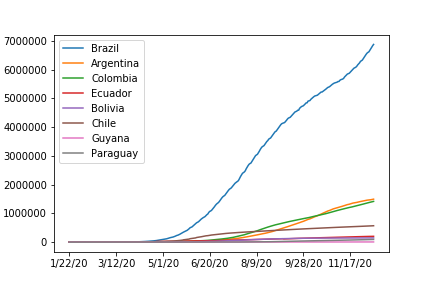 7000000
6000000
5000000
4000000
3000000
2000000
1000000
0
Brazil
Argentina
Colombia
Ecuador
Bolivia
Chile
Guyana
Paraguay
1/22/20 3/12/20 5/1/20 6/20/20 8/9/20 9/28/20 11/17/20